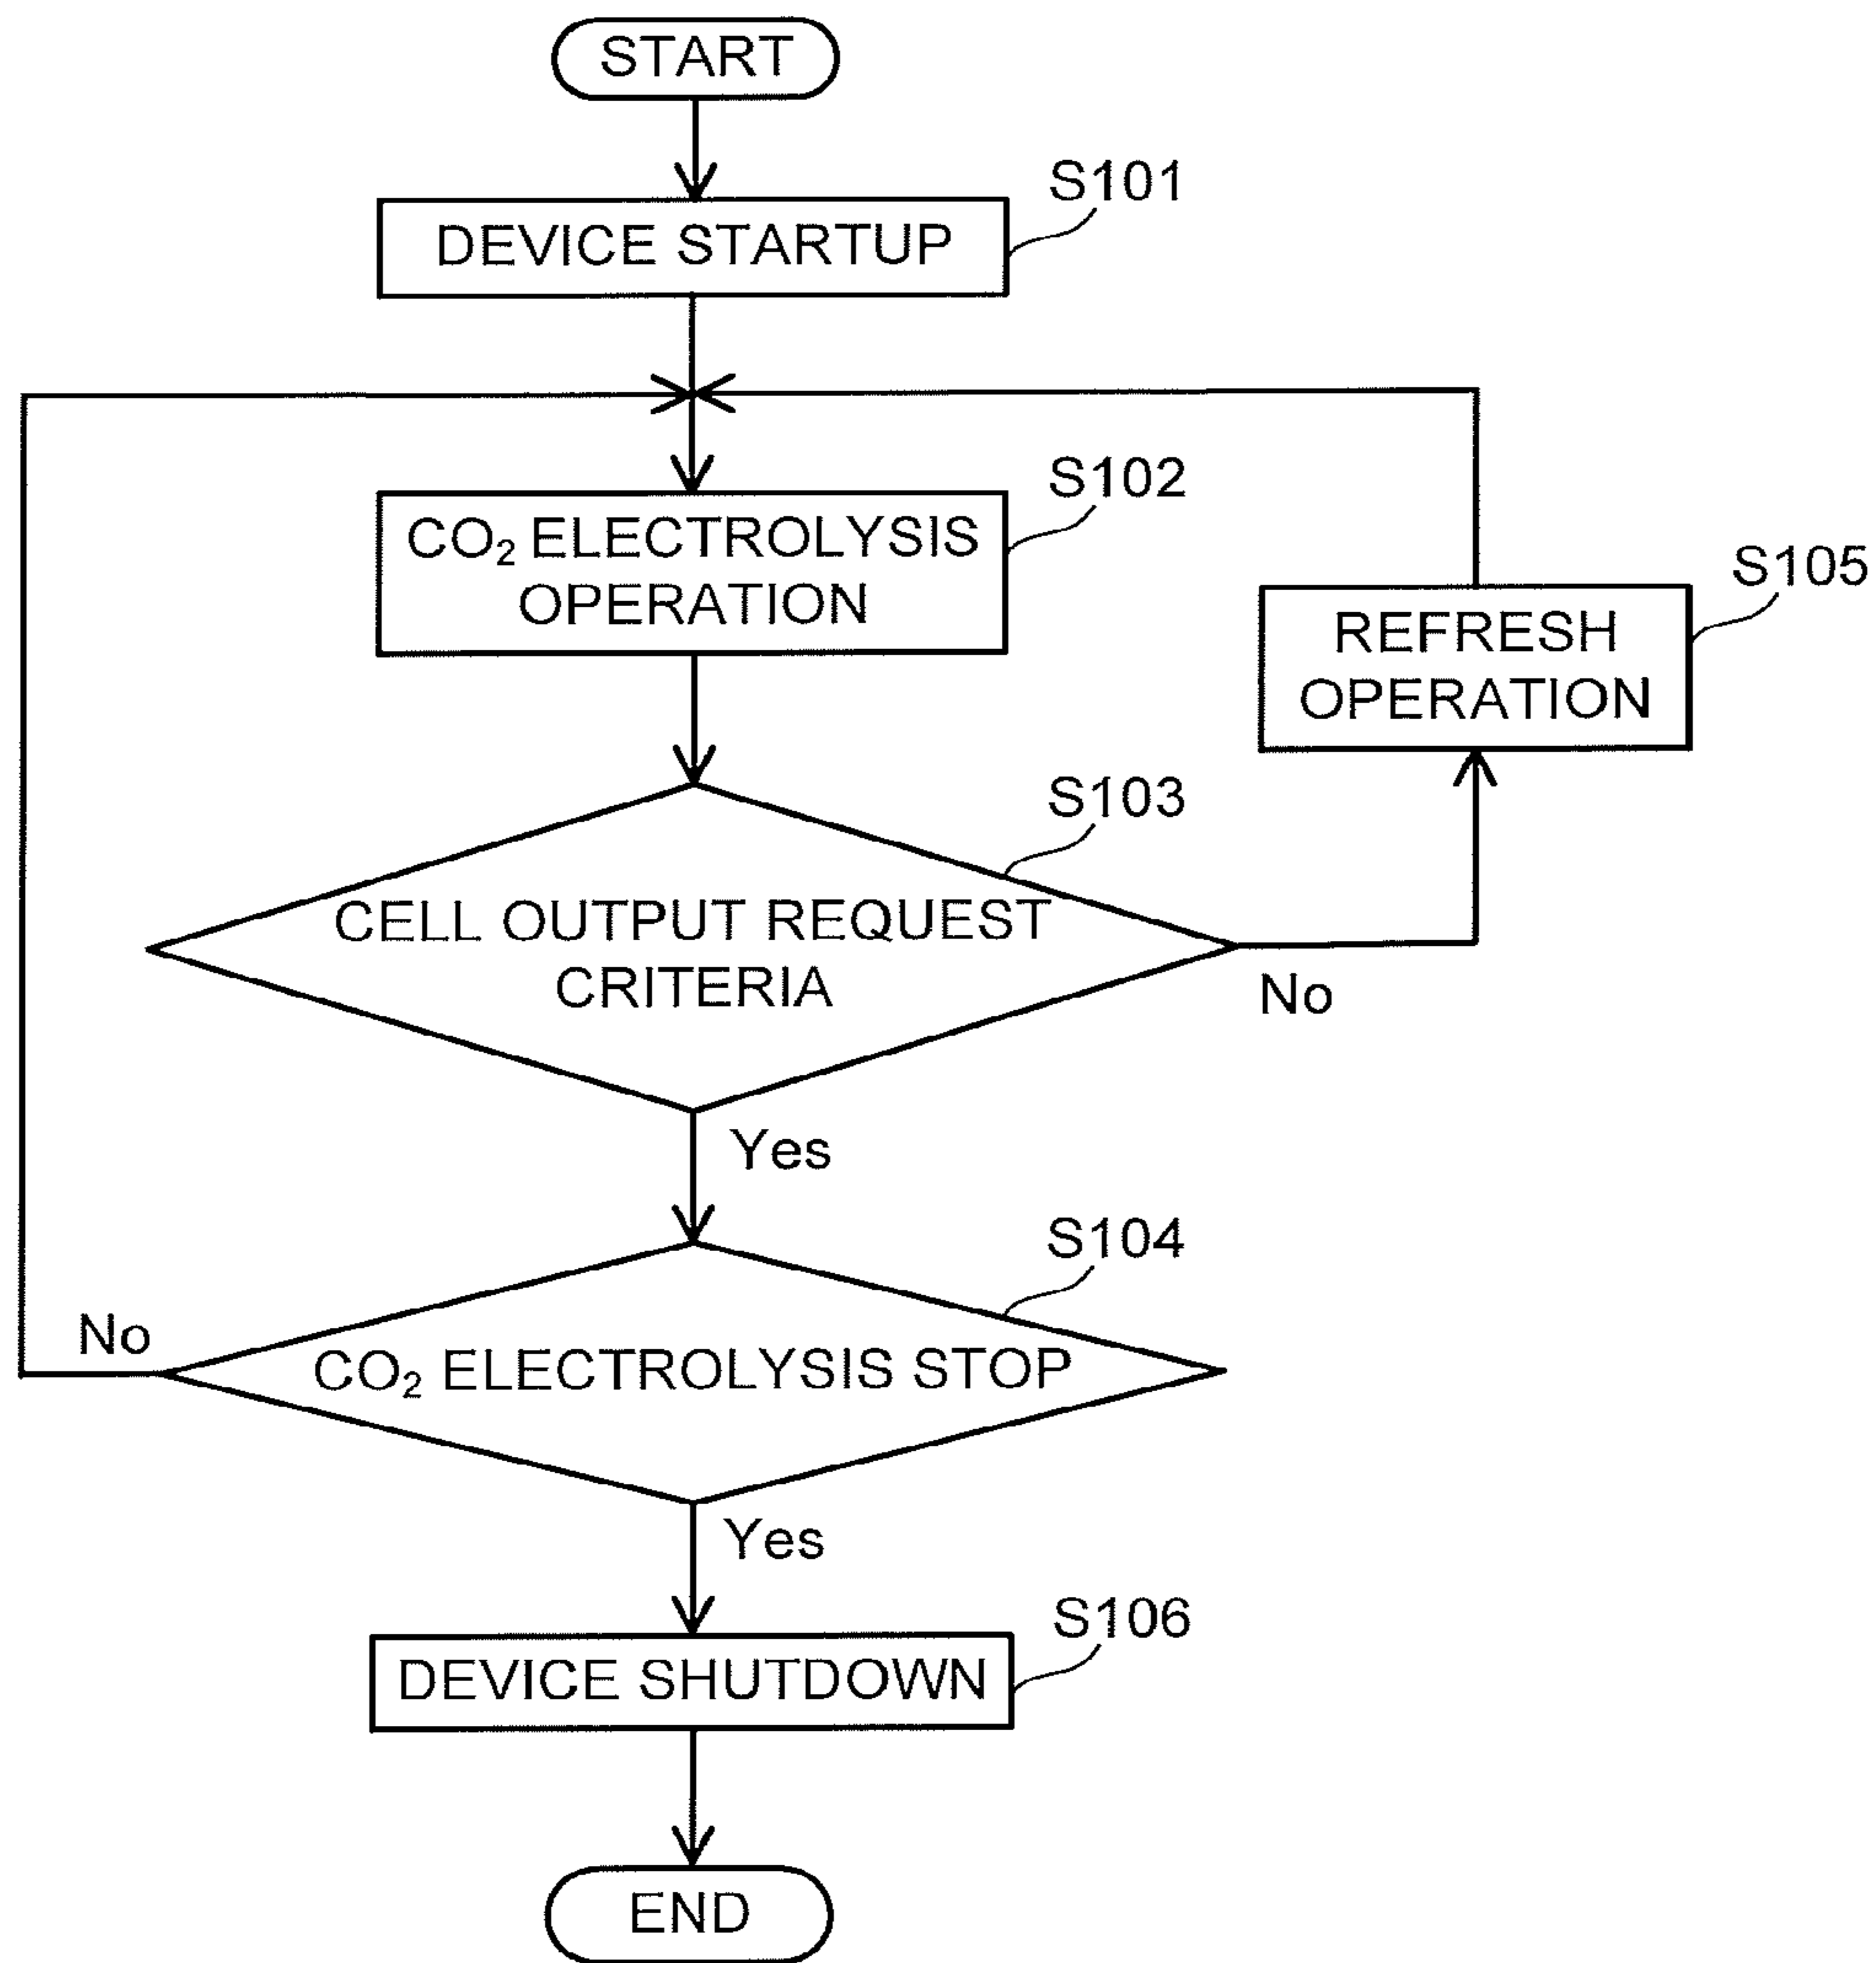 START
S101
DEVICE STARTUP
S102
CO₂ ELECTROLYSIS
OPERATION
S105
REFRESH
OPERATION
S103
CELL OUTPUT REQUEST
CRITERIA
No
Yes
S104
No
CO₂ ELECTROLYSIS STOP
Yes
S106
DEVICE SHUTDOWN
END